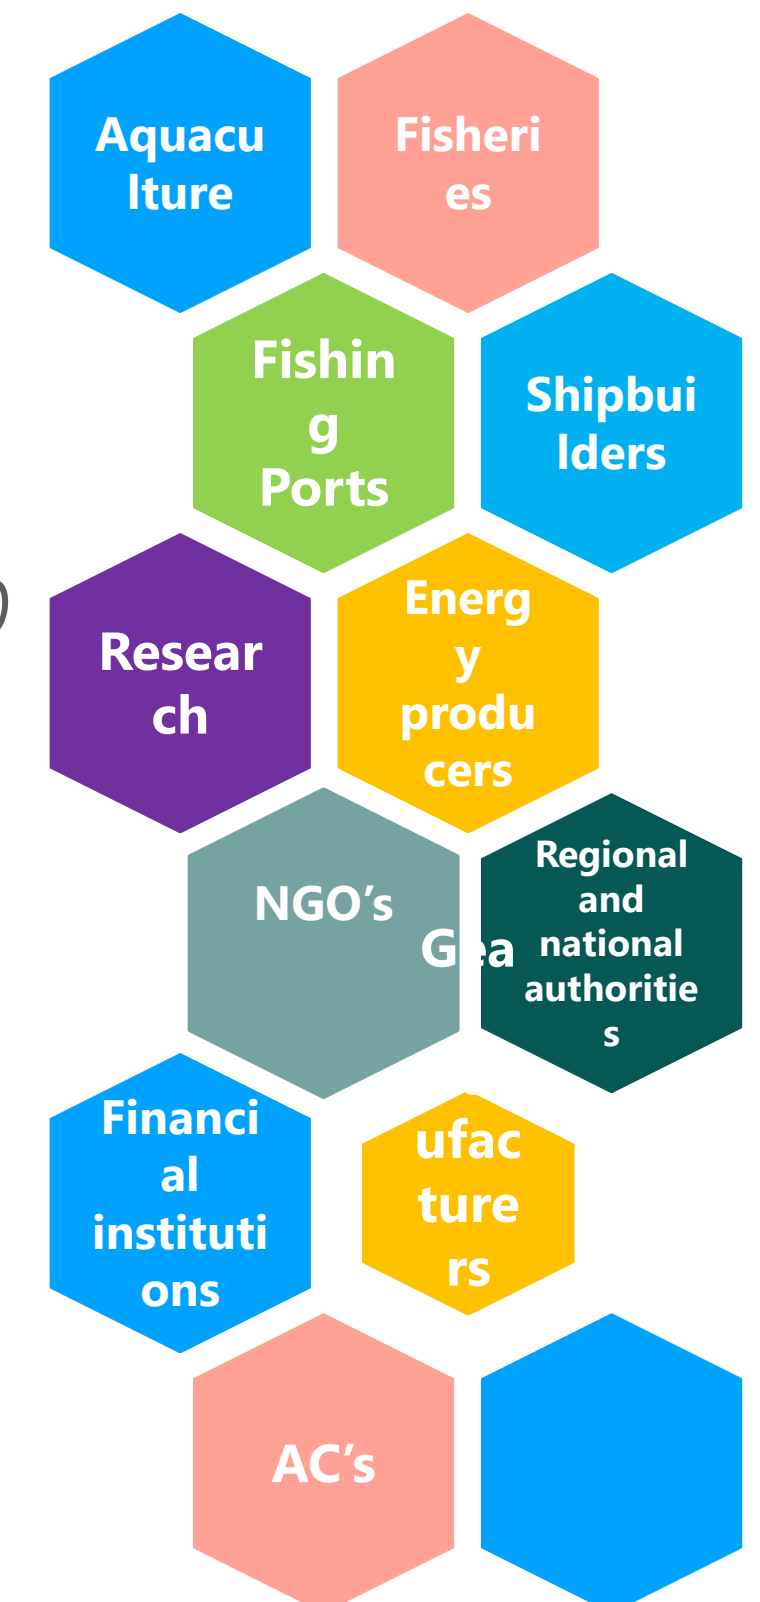 Aquacu
lture
Fisheri
es
Fishin
g
Ports
Shipbui
lders
Resear
ch
Energ
y
produ
cers
NGO's
Regional
and
national
authoritie
s
Financi
al
instituti
ons
Gea
ufac
ture
rs
AC's